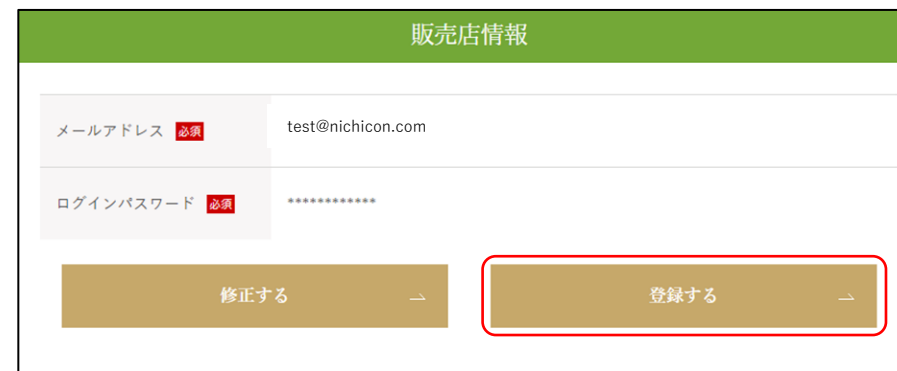 販売店情報
メールアドレス 必須 test@nichicon.com
ログインパスワード 必須 ************
修正する → 登録する →